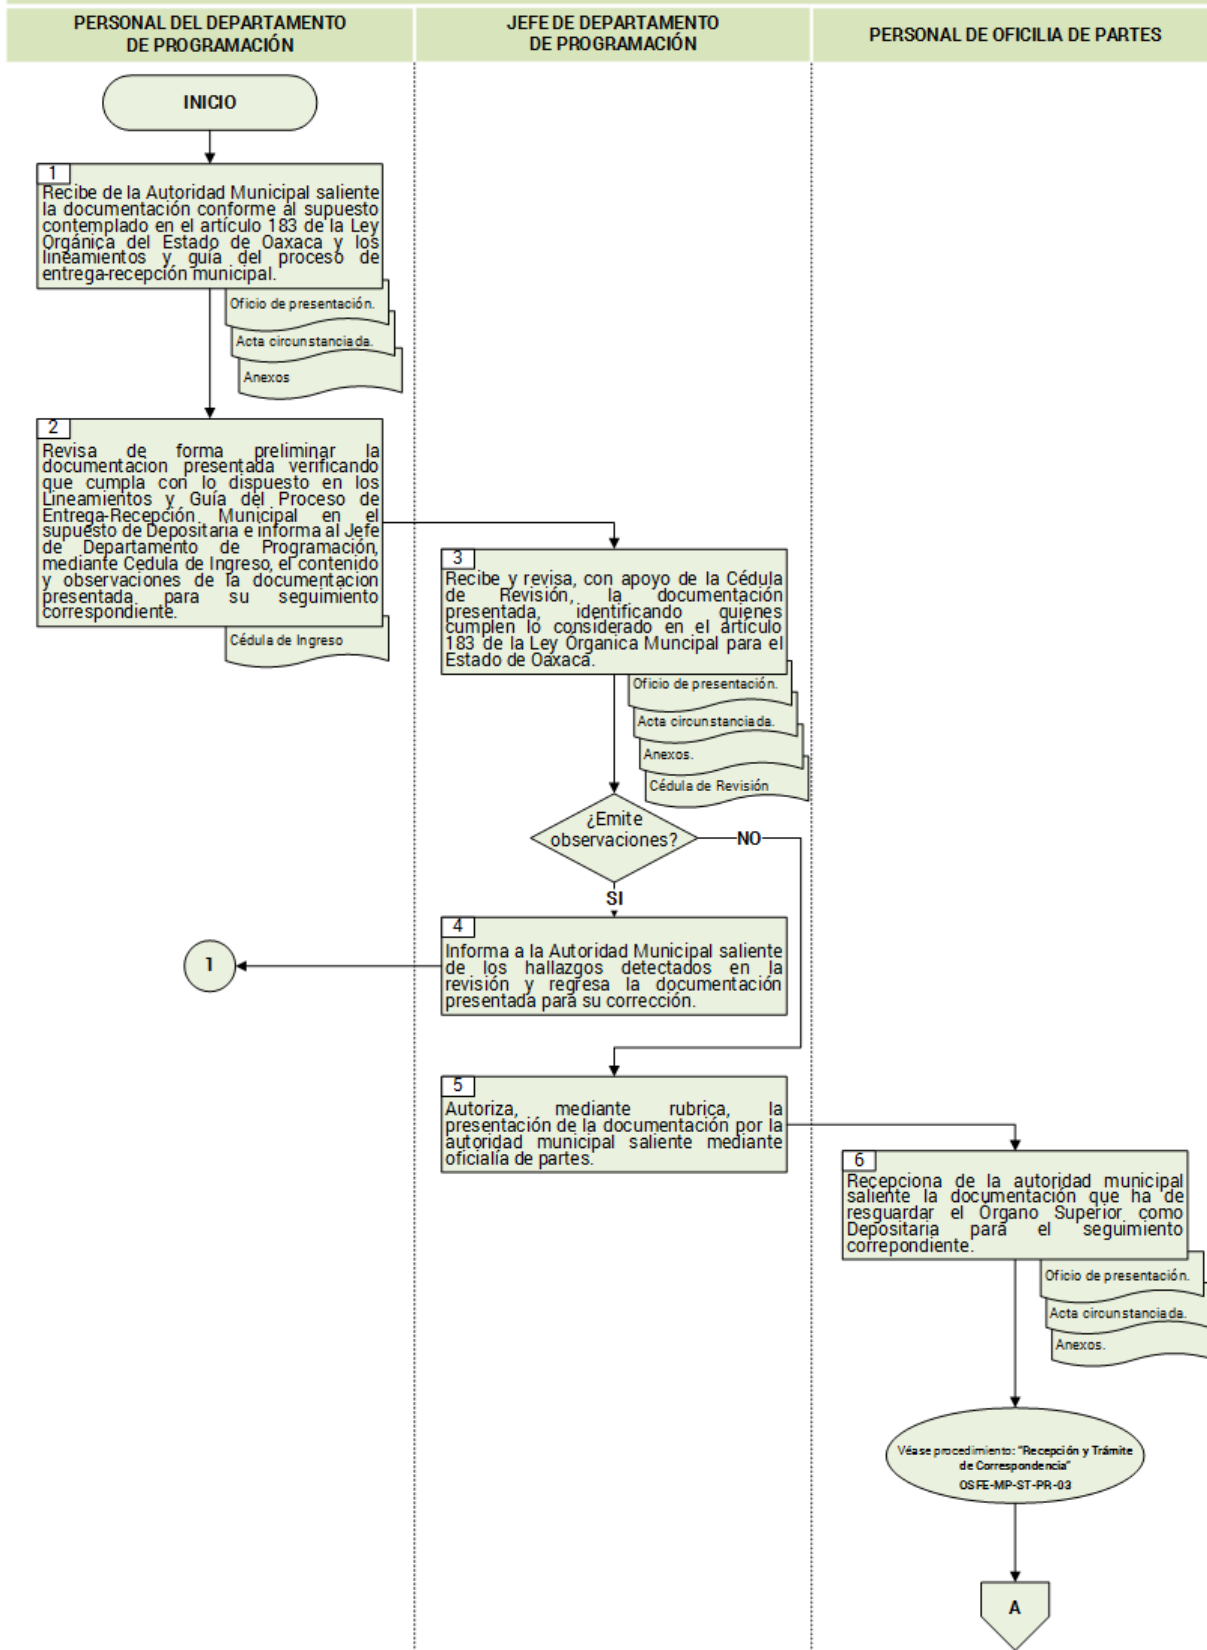 PERSONAL DEL DEPARTAMENTO
DE PROGRAMACIÓN
JEFE DE DEPARTAMENTO
DE PROGRAMACIÓN
PERSONAL DE OFICILIA DE PARTES
INICIO
1
Recibe de la Autoridad Municipal saliente
la documentación conforme al supuesto
contemplado en el artículo 183 de la Ley
Orgánica del Estado de Oaxaca y los
lineamientos y guía del proceso de
entrega-recepción municipal.
Oficio de presentación.
Acta circunstanciada.
Anexos
2
Revisa de forma preliminar la
documentacion presentada verificando
que cumpla con lo dispuesto en los
Lineamientos y Guía del Proceso de
Entrega-Recepción Municipal en el
supuesto de Depositaria e informa al Jefe
de Departamento de Programación,
mediante Cedula de Ingreso, el contenido
y observaciones de la documentacion
presentada para su seguimiento
correspondiente.
Cédula de Ingreso
3
Recibe y revisa, con apoyo de la Cédula
de Revisión, la documentación
presentada, identificando quienes
cumplen lo considerado en el artículo
183 de la Ley Órganica Muncipal para el
Estado de Oaxaca.
Oficio de presentación.
Acta circunstanciada.
Anexos.
Cédula de Revisión
¿Emite
observaciones?
NO
SI
4
Informa a la Autoridad Municipal saliente
de los hallazgos detectados en la
revisión y regresa la documentación
presentada para su corrección.
1
5
Autoriza, mediante rubrica, la
presentación de la documentación por la
autoridad municipal saliente mediante
oficialía de partes.
6
Recepciona de la autoridad municipal
saliente la documentación que ha de
resguardar el Órgano Superior como
Depositaria para el seguimiento
correpondiente.
Oficio de presentación.
Acta circunstanciada.
Anexos.
Véase procedimiento: "Recepción y Trámite
de Correspondencia"
OSFE-MP-ST-PR-03
A